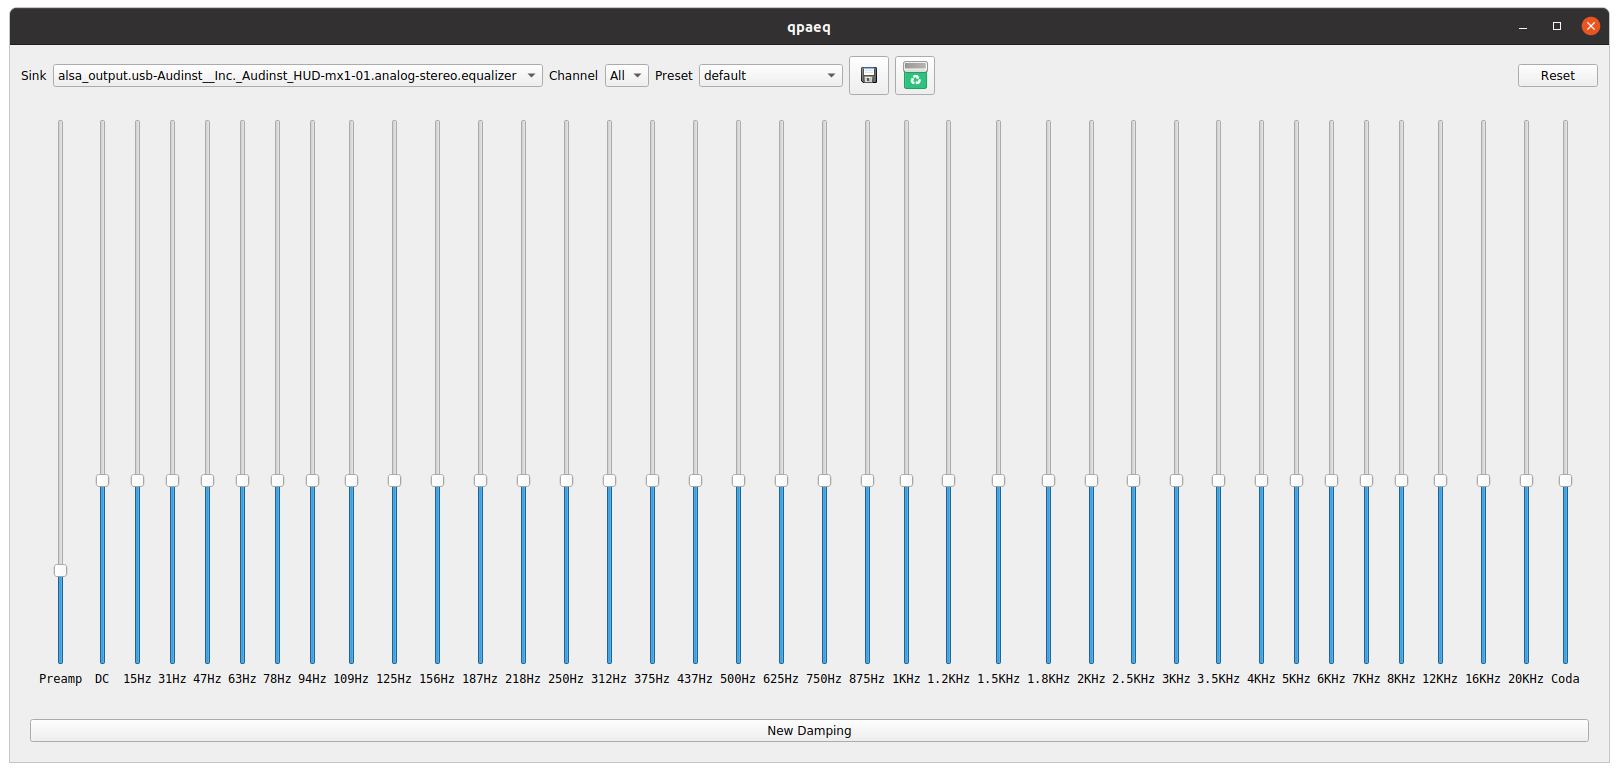 qpaeq
Sink alsa_output.usb-Audinst__Inc._Audinst_HUD-mx1-01.analog-stereo.equalizer Channel All Preset default Reset
Preamp DC 15Hz 31Hz 47Hz 63Hz 78Hz 94Hz 109Hz 125Hz 156Hz 187Hz 218Hz 250Hz 312Hz 375Hz 437Hz 500Hz 625Hz 750Hz 875Hz 1KHz 1.2KHz 1.5KHz 1.8KHz 2KHz 2.5KHz 3KHz 3.5KHz 4KHz 5KHz 6KHz 7KHz 8KHz 12KHz 16KHz 20KHz Coda
New Damping